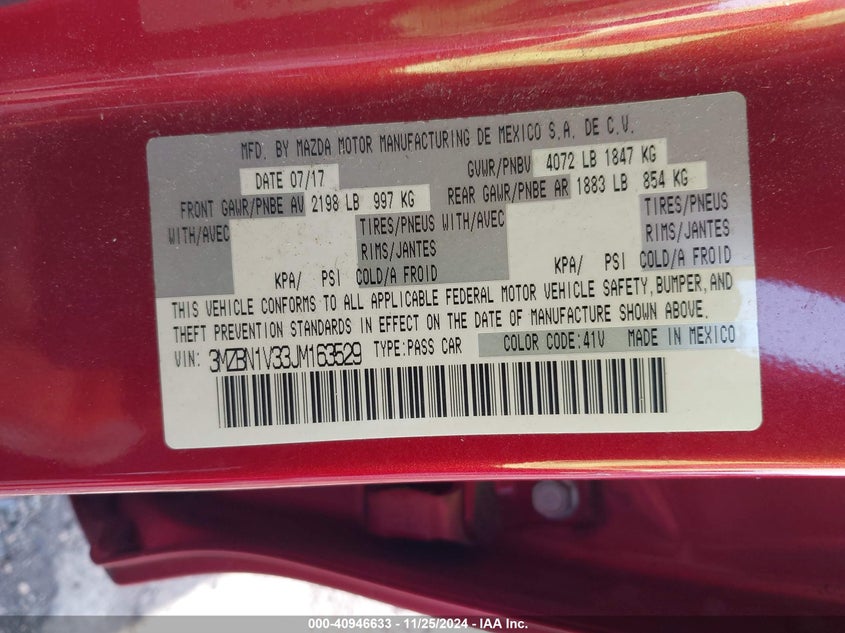 MFD. BY MAZDA MOTOR MANUFACTURING DE MEXICO S.A. DE C.V.
DATE 07/17 GVWR/PNBV 4072 LB 1847 KG
FRONT GAWR/PNBE AV 2198 LB 997 KG REAR GAWR/PNBE AR 1883 LB 854 KG
WITH/AVEC TIRES/PNEUS WITH/AVEC TIRES/PNEUS
RIMS/JANTES RIMS/JANTES
KPA/ PSI COLD/A FROID KPA/ PSI COLD/A FROID
THIS VEHICLE CONFORMS TO ALL APPLICABLE FEDERAL MOTOR VEHICLE SAFETY, BUMPER, AND
THEFT PREVENTION STANDARDS IN EFFECT ON THE DATE OF MANUFACTURE SHOWN ABOVE.
VIN: 3MZBN1V33JM163529 TYPE:PASS CAR COLOR CODE:41V MADE IN MEXICO
000-40946633 - 11/25/2024 - IAA Inc.